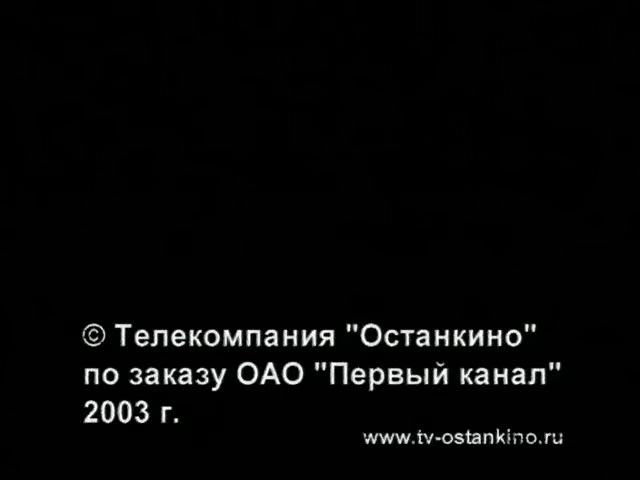 © Телекомпания "Останкино"
по заказу ОАО "Первый канал"
2003 г.
www.tv-ostankino.ru